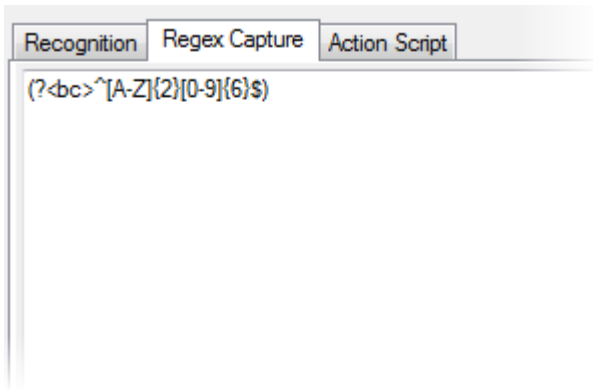 Recognition Regex Capture Action Script
(?<bc>^[A-Z]{2}[0-9]{6}$)